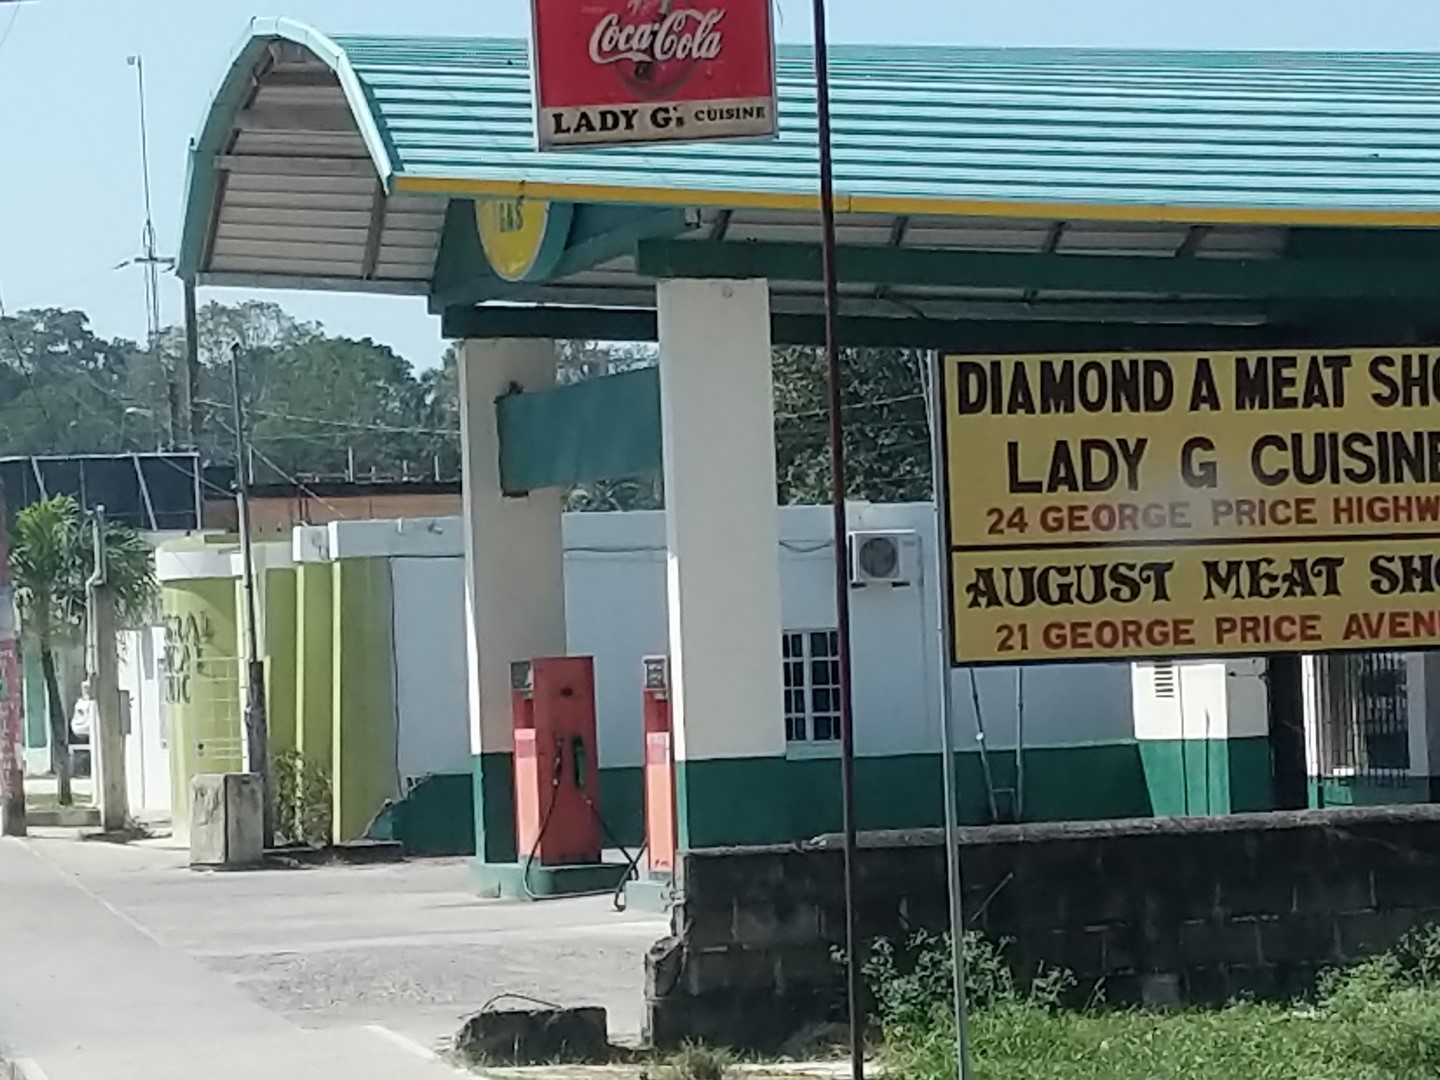 Coca-Cola
LADY G's CUISINE
GAS
DIAMOND A MEAT SHO
LADY G CUISINE
24 GEORGE PRICE HIGHW
AUGUST MEAT SHO
21 GEORGE PRICE AVEN